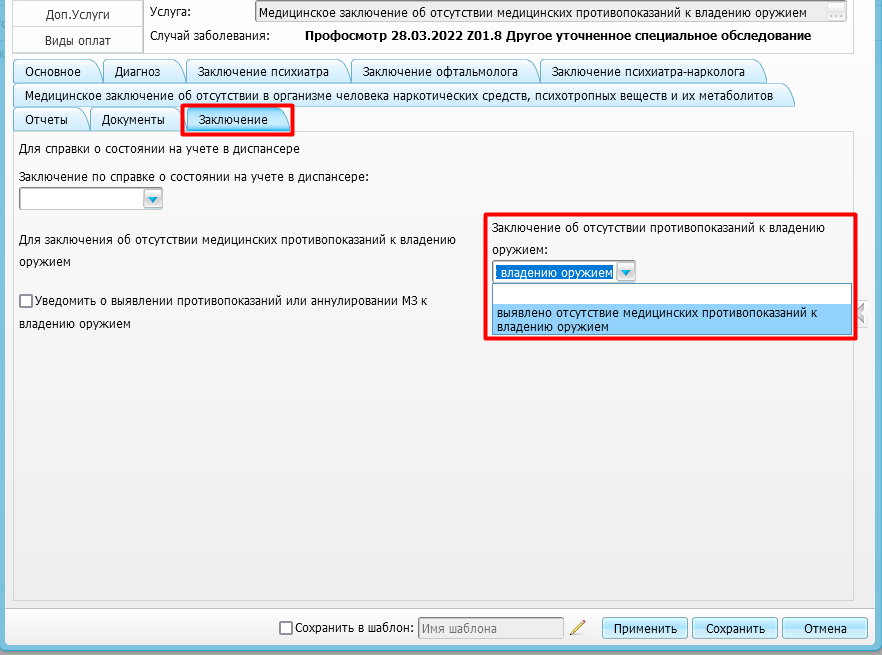 Доп.Услуги
Виды оплат
Услуга:
Медицинское заключение об отсутствии медицинских противопоказаний к владению оружием
...
Случай заболевания:
Профосмотр 28.03.2022 Z01.8 Другое уточненное специальное обследование
Основное
Диагноз
Заключение психиатра
Заключение офтальмолога
Заключение психиатра-нарколога
Медицинское заключение об отсутствии в организме человека наркотических средств, психотропных веществ и их метаболитов
Отчеты
Документы
Заключение
Для справки о состоянии на учете в диспансере
Заключение по справке о состоянии на учете в диспансере:
Для заключения об отсутствии медицинских противопоказаний к владению
оружием
Заключение об отсутствии противопоказаний к владению
оружием:
владению оружием
выявлено отсутствие медицинских противопоказаний к
владению оружием
Уведомить о выявлении противопоказаний или аннулировании МЗ к
владению оружием
Сохранить в шаблон:
Имя шаблона
Применить
Сохранить
Отмена